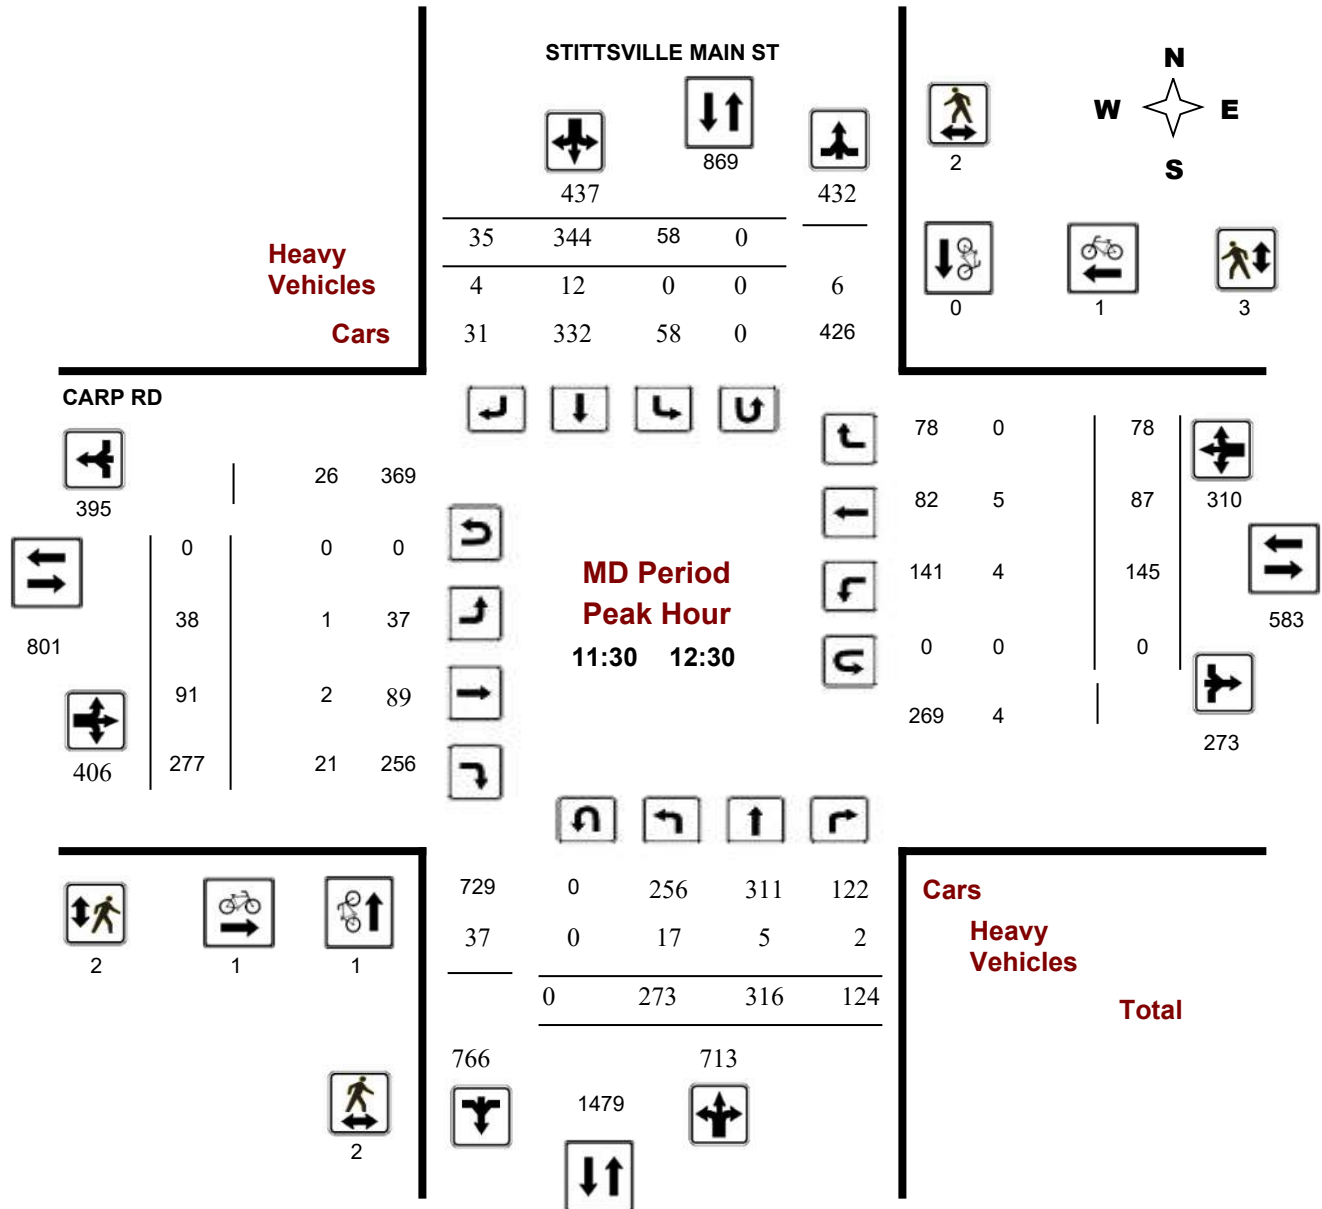 STITTSVILLE MAIN ST
N
W E
S
869
2
437 432
35 344 58 0
Heavy
Vehicles
4 12 0 0 6
Cars
31 332 58 0 426
0 1 3
CARP RD
78 0 78
26 369
395
82 5 87 310
0 0 0
MD Period
141 4 145
Peak Hour
38 1 37
583
801
11:30 12:30
0 0 0
91 2 89
269 4
273
406 277 21 256
729 0 256 311 122
Cars
37 0 17 5 2
Heavy
Vehicles
2 1 1
0 273 316 124
Total
766 713
1479
2